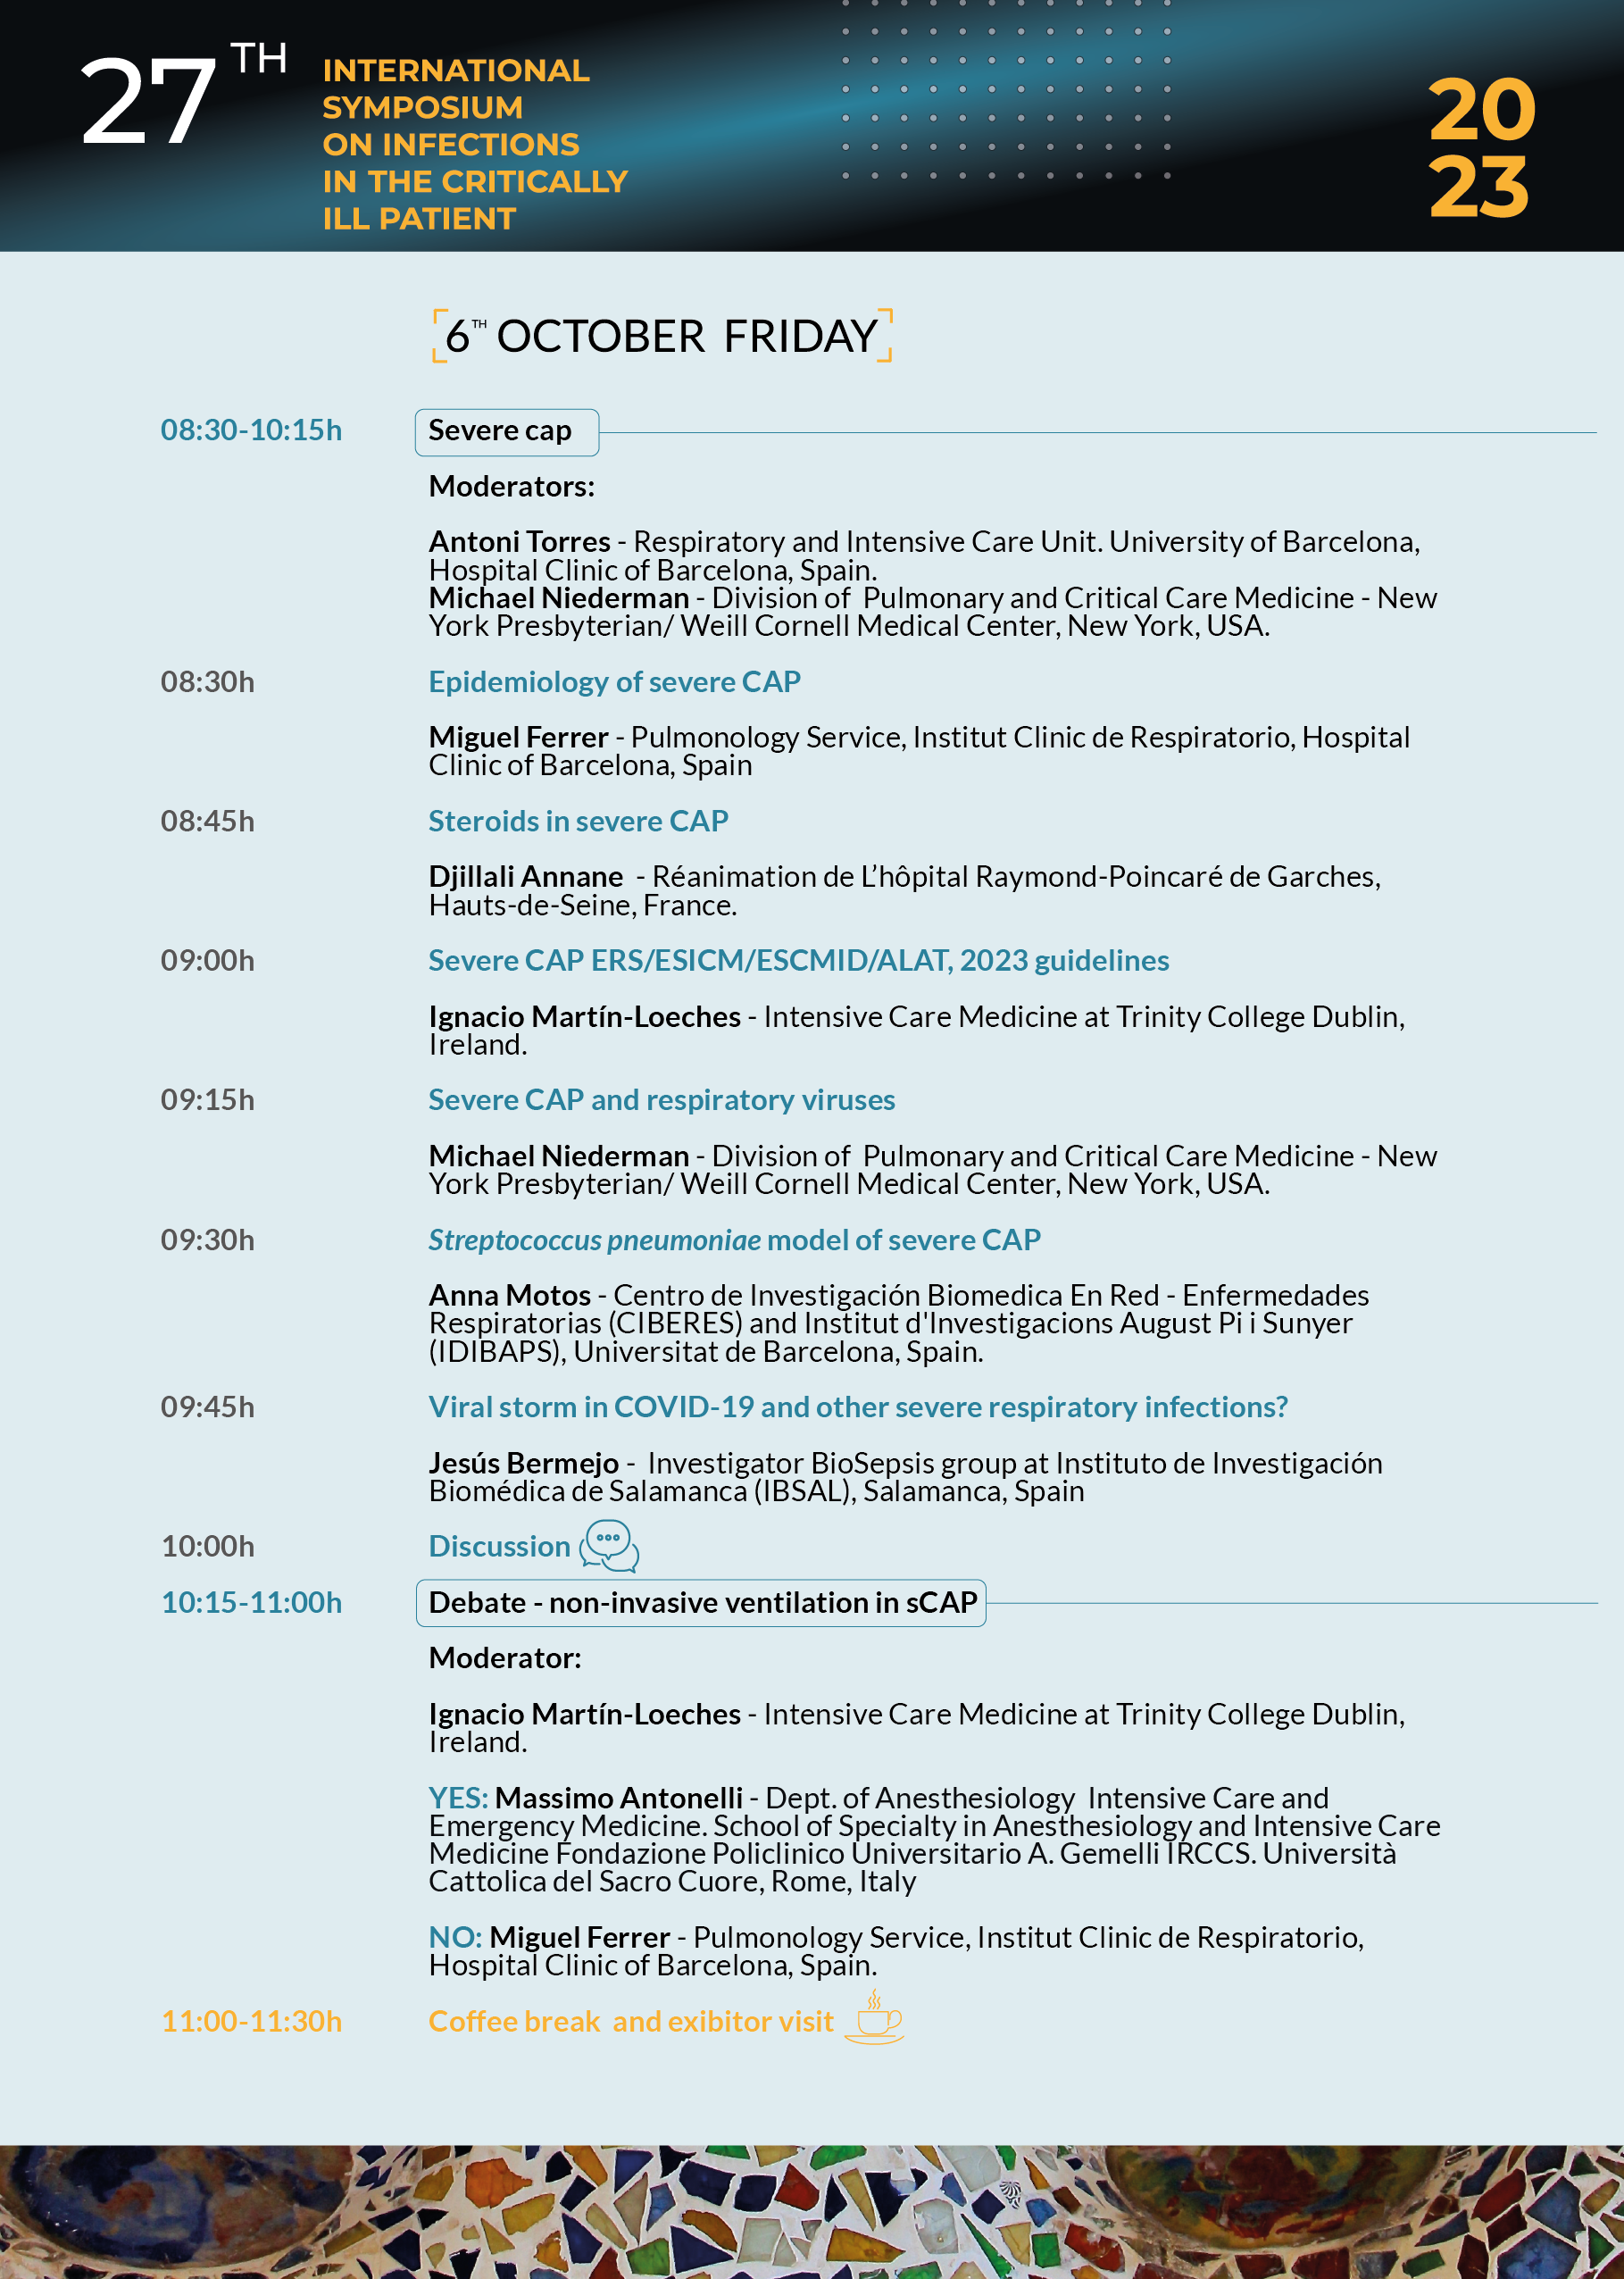 27TH
INTERNATIONAL
SYMPOSIUM
ON INFECTIONS
IN THE CRITICALLY
ILL PATIENT
20
23
6TH OCTOBER FRIDAY
08:30-10:15h Severe cap
Moderators:
Antoni Torres - Respiratory and Intensive Care Unit. University of Barcelona,
Hospital Clinic of Barcelona, Spain.
Michael Niederman - Division of Pulmonary and Critical Care Medicine - New
York Presbyterian/ Weill Cornell Medical Center, New York, USA.
08:30h Epidemiology of severe CAP
Miguel Ferrer - Pulmonology Service, Institut Clinic de Respiratorio, Hospital
Clinic of Barcelona, Spain
08:45h Steroids in severe CAP
Djillali Annane - Réanimation de L’hôpital Raymond-Poincaré de Garches,
Hauts-de-Seine, France.
09:00h Severe CAP ERS/ESICM/ESCMID/ALAT, 2023 guidelines
Ignacio Martín-Loeches - Intensive Care Medicine at Trinity College Dublin,
Ireland.
09:15h Severe CAP and respiratory viruses
Michael Niederman - Division of Pulmonary and Critical Care Medicine - New
York Presbyterian/ Weill Cornell Medical Center, New York, USA.
09:30h Streptococcus pneumoniae model of severe CAP
Anna Motos - Centro de Investigación Biomedica En Red - Enfermedades
Respiratorias (CIBERES) and Institut d'Investigacions August Pi i Sunyer
(IDIBAPS), Universitat de Barcelona, Spain.
09:45h Viral storm in COVID-19 and other severe respiratory infections?
Jesús Bermejo - Investigator BioSepsis group at Instituto de Investigación
Biomédica de Salamanca (IBSAL), Salamanca, Spain
10:00h Discussion
10:15-11:00h Debate - non-invasive ventilation in sCAP
Moderator:
Ignacio Martín-Loeches - Intensive Care Medicine at Trinity College Dublin,
Ireland.
YES: Massimo Antonelli - Dept. of Anesthesiology Intensive Care and
Emergency Medicine. School of Specialty in Anesthesiology and Intensive Care
Medicine Fondazione Policlinico Universitario A. Gemelli IRCCS. Università
Cattolica del Sacro Cuore, Rome, Italy
NO: Miguel Ferrer - Pulmonology Service, Institut Clinic de Respiratorio,
Hospital Clinic of Barcelona, Spain.
11:00-11:30h Coffee break and exibitor visit